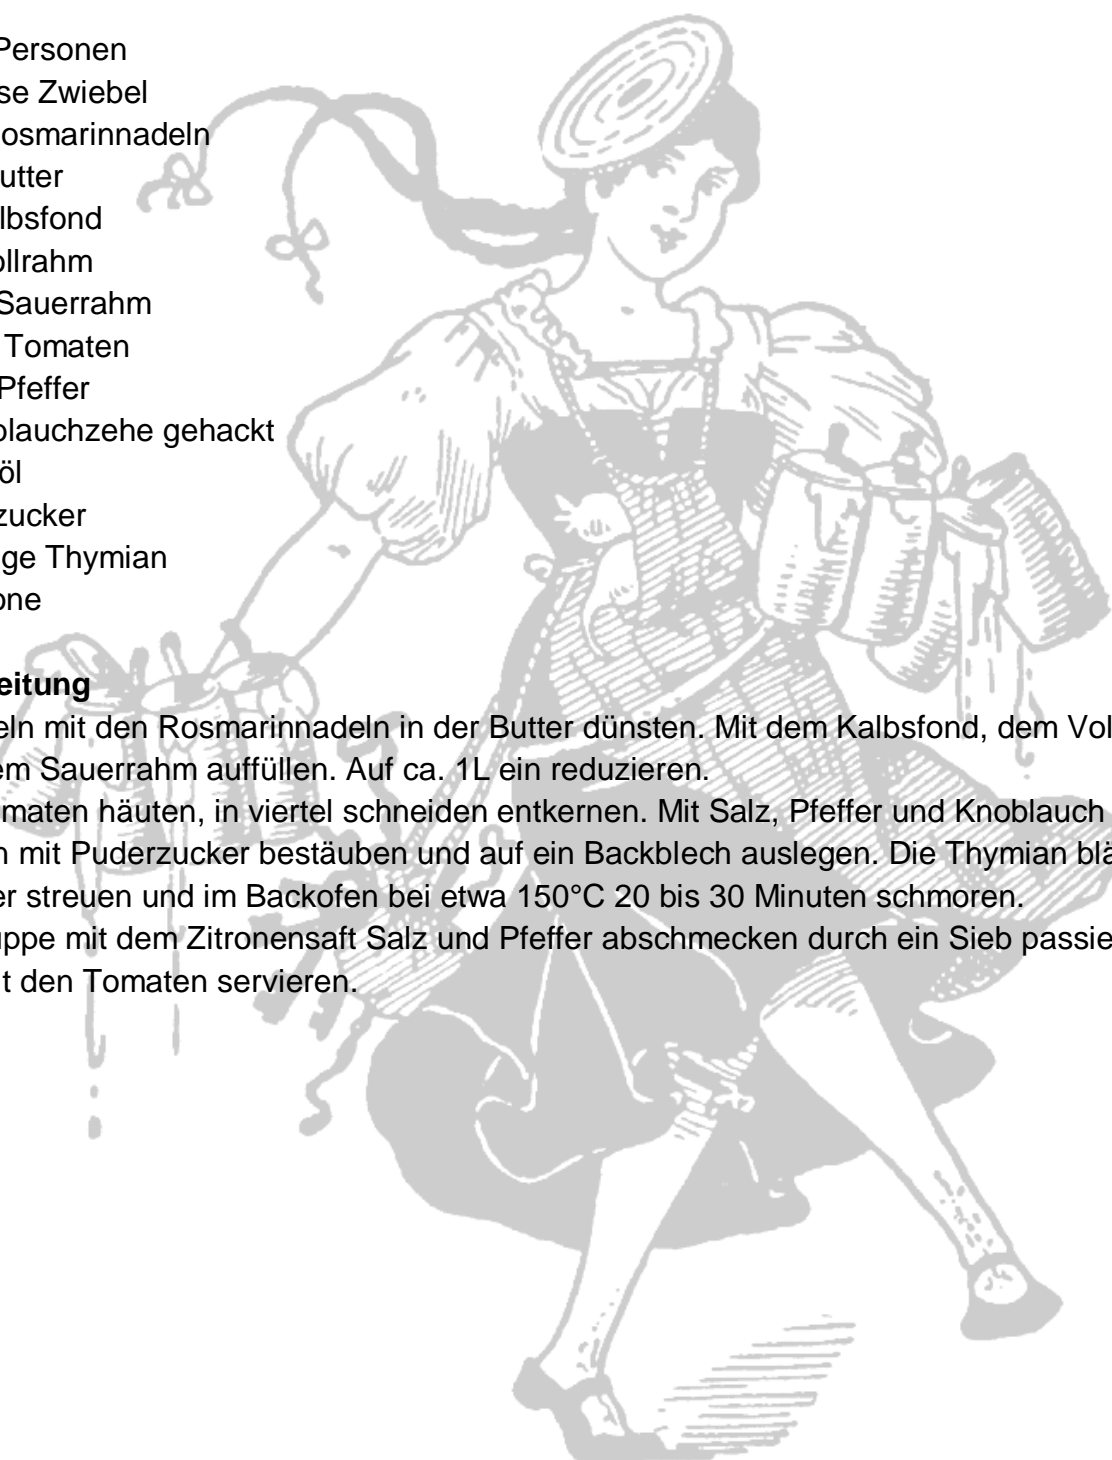 Personen
se Zwiebel
osmarinnadeln
utter
lbsfond
ollrahm
Sauerrahm
Tomaten
Pfeffer
olauchzehe gehackt
öl
zucker
ge Thymian
one
eitung
eln mit den Rosmarinnadeln in der Butter dünsten. Mit dem Kalbsfond, dem Vol
em Sauerrahm auffüllen. Auf ca. 1L ein reduzieren.
maten häuten, in viertel schneiden entkernen. Mit Salz, Pfeffer und Knoblauch
n mit Puderzucker bestäuben und auf ein Backblech auslegen. Die Thymian blä
er streuen und im Backofen bei etwa 150°C 20 bis 30 Minuten schmoren.
uppe mit dem Zitronensaft Salz und Pfeffer abschmecken durch ein Sieb passie
t den Tomaten servieren.